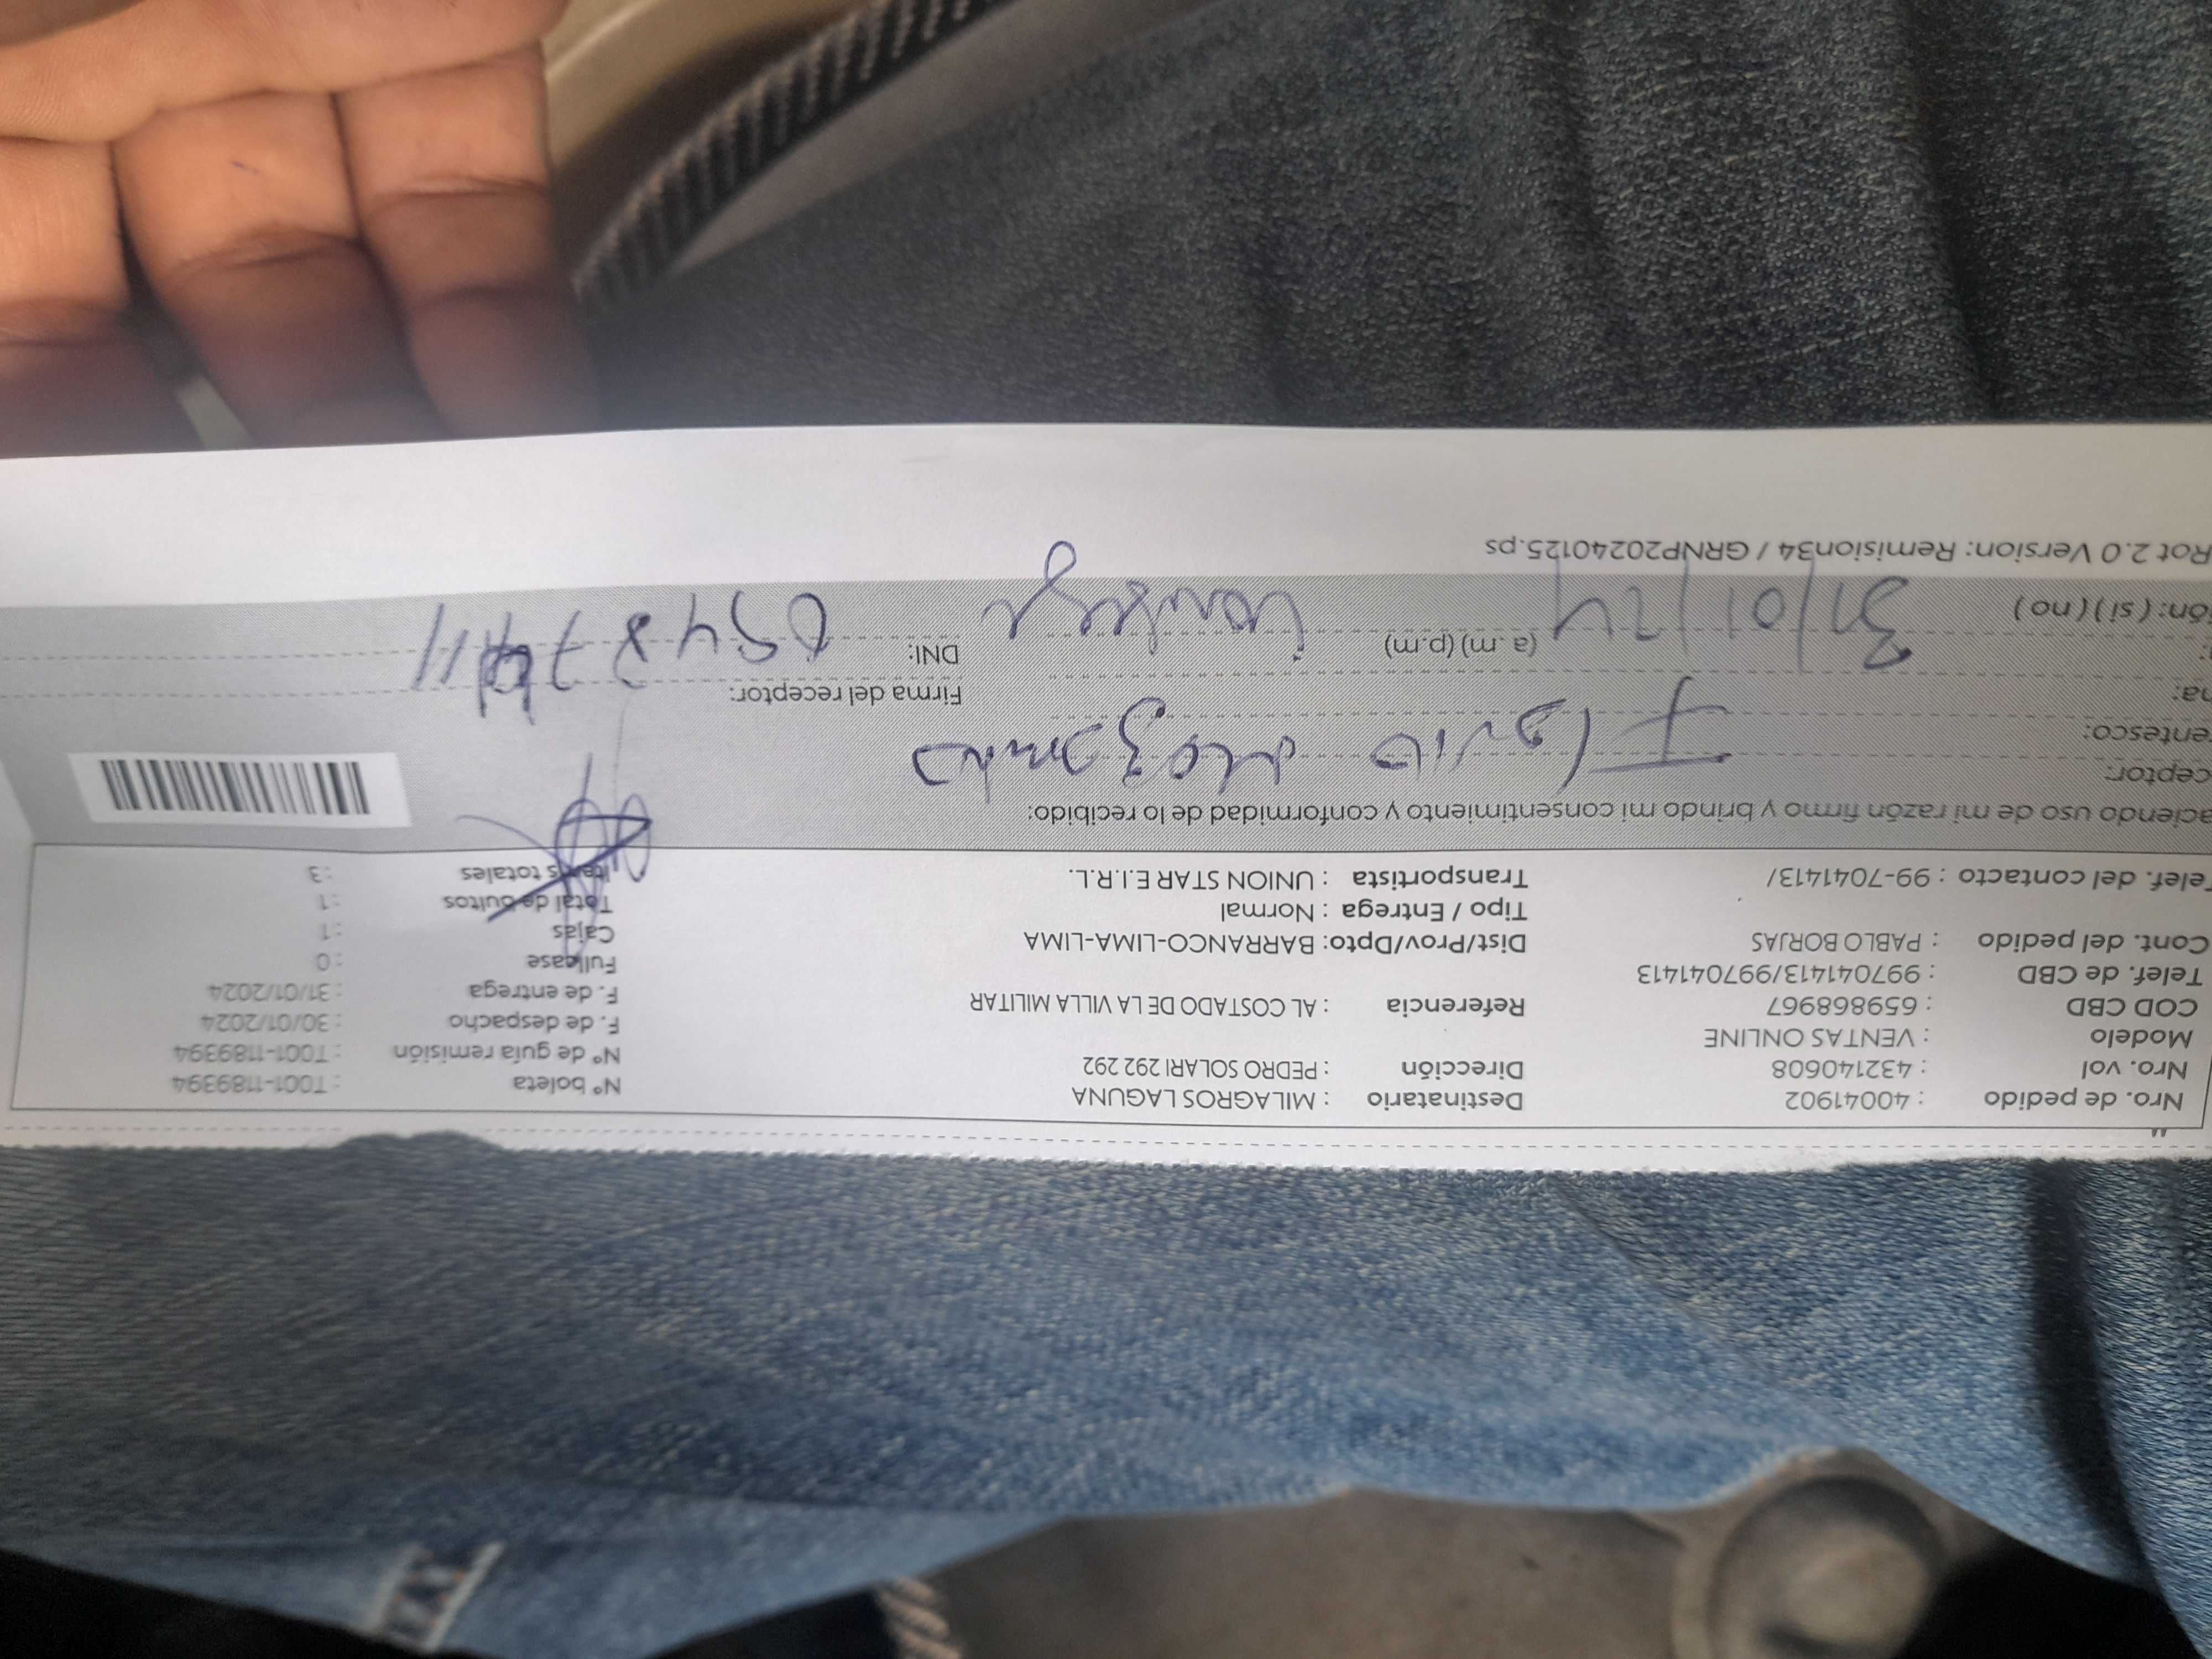 Nro. de pedido : 40041902 Destinatario : MILAGROS LAGUNA N° boleta : T001-1189394
Nro. vol : 432140608 Dirección : PEDRO SOLARI 292 292 N° de guía remisión : T001-1189394
Modelo : VENTAS ONLINE F. de despacho : 30/01/2024
COD CBD : 659868967 Referencia : AL COSTADO DE LA VILLA MILITAR F. de entrega : 31/01/2024
Telef. de CBD : 997041413/997041413 Fullcase : 0
Cont. del pedido : PABLO BORJAS Dist/Prov/Dpto: BARRANCO-LIMA-LIMA Cajas : 1
Tipo / Entrega : Normal Total de bultos : 1
Telef. del contacto : 99-7041413/ Transportista : UNION STAR E.I.R.L. Items totales : 3
aciendo uso de mi razón firmo y brindo mi consentimiento y conformidad de lo recibido:
ceptor:
entesco: Flavio
na: Firma del receptor:
31/01/24 (a. m) (p.m) DNI:
ón: (si) (no)
Rot 2.0 Version: Remision34 / GRNP20240125.ps